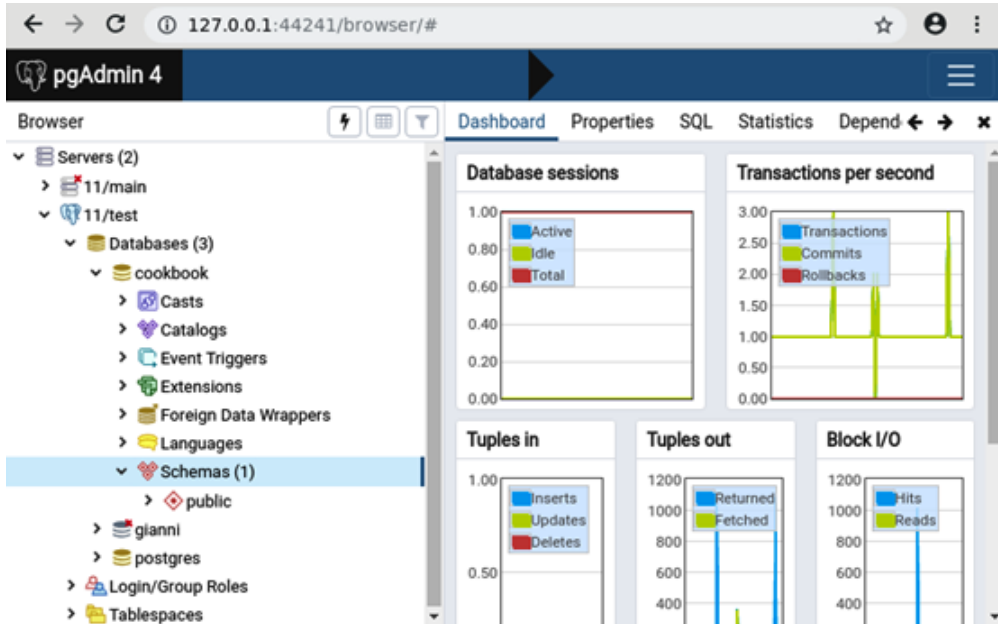 127.0.0.1:44241/browser/#
pgAdmin 4
Browser
Servers (2)
11/main
11/test
Databases (3)
cookbook
Casts
Catalogs
Event Triggers
Extensions
Foreign Data Wrappers
Languages
Schemas (1)
public
gianni
postgres
Login/Group Roles
Tablespaces
Dashboard Properties SQL Statistics Depend
Database sessions
1.00
0.80
0.60
0.40
0.20
0.00
Active
Idle
Total
Transactions per second
3.00
2.50
2.00
1.50
1.00
0.50
0.00
Transactions
Commits
Rollbacks
Tuples in
1.00
0.50
Inserts
Updates
Deletes
Tuples out
1200
1000
800
600
400
Returned
Fetched
Block I/O
1200
1000
800
600
400
Hits
Reads